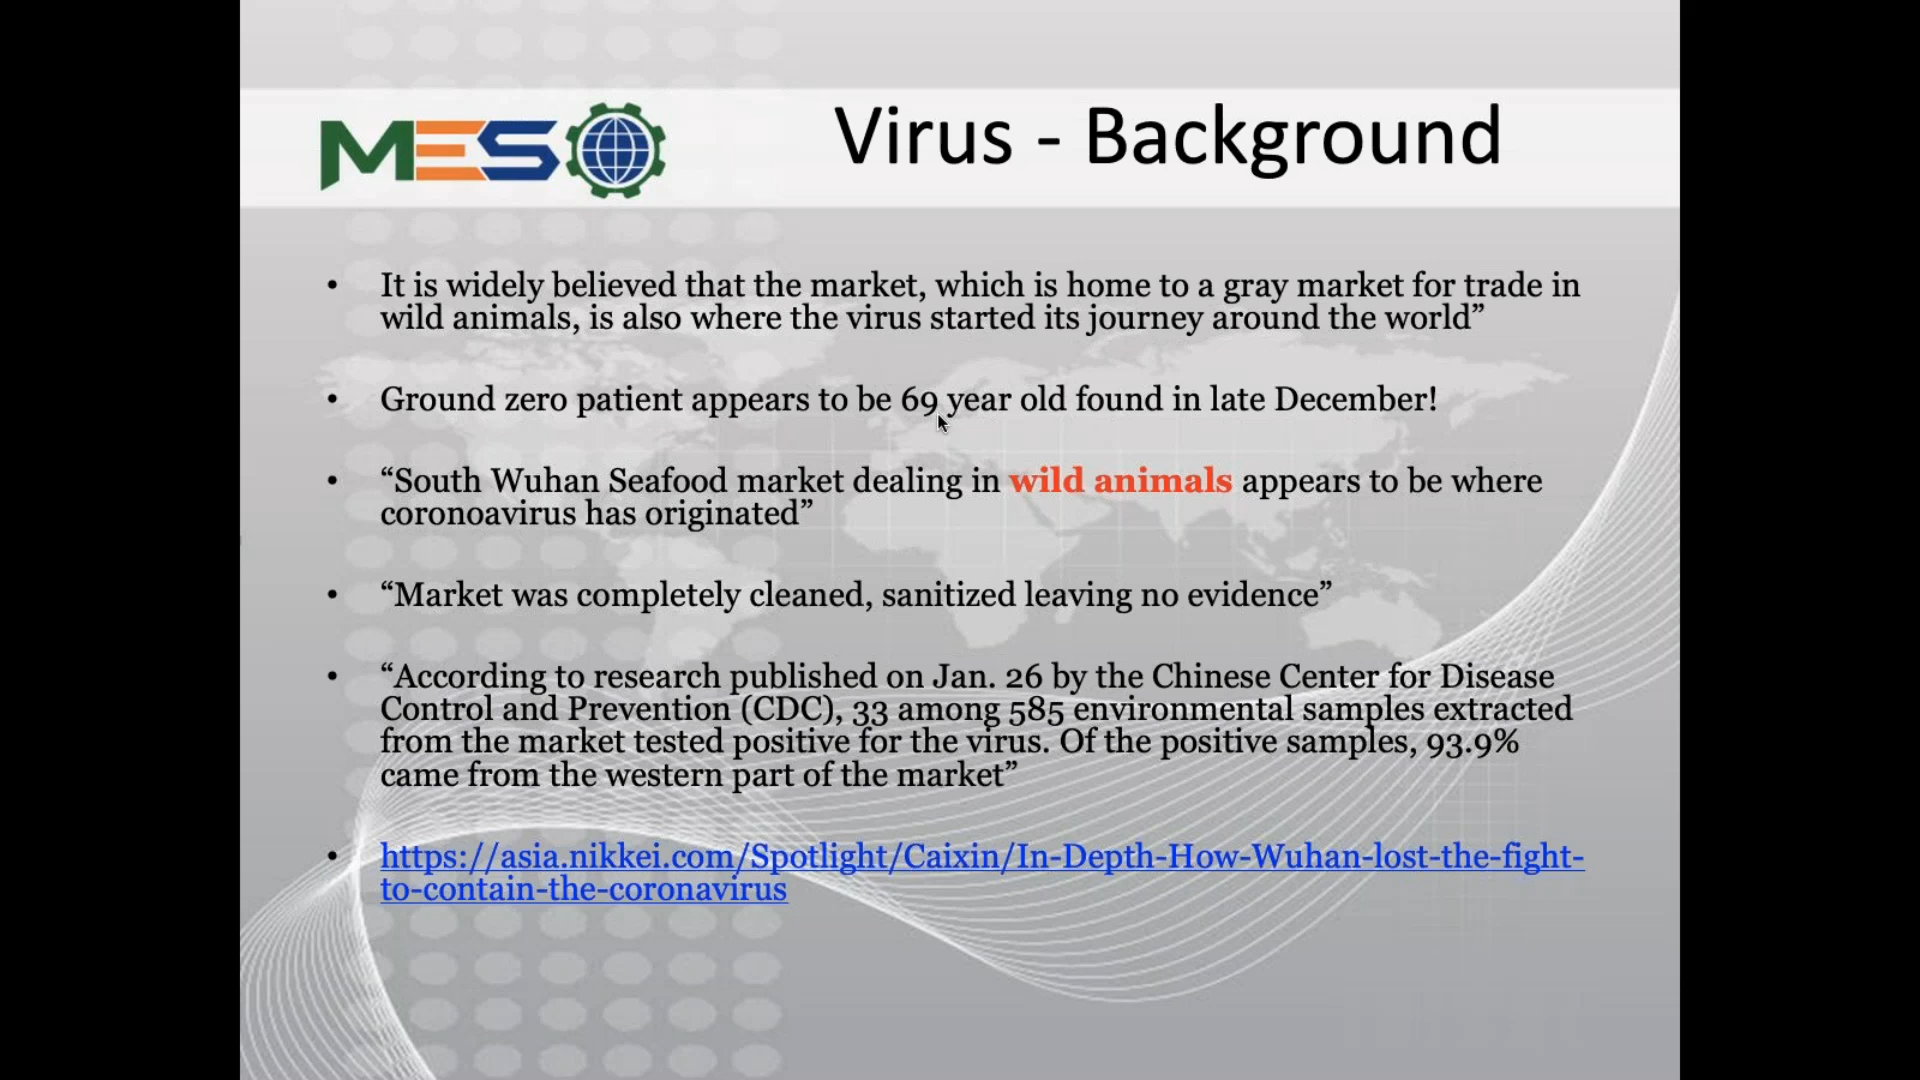 MES
Virus - Background
• It is widely believed that the market, which is home to a gray market for trade in
wild animals, is also where the virus started its journey around the world”
• Ground zero patient appears to be 69 year old found in late December!
• “South Wuhan Seafood market dealing in wild animals appears to be where
coronoavirus has originated”
• “Market was completely cleaned, sanitized leaving no evidence”
• “According to research published on Jan. 26 by the Chinese Center for Disease
Control and Prevention (CDC), 33 among 585 environmental samples extracted
from the market tested positive for the virus. Of the positive samples, 93.9%
came from the western part of the market”
• https://asia.nikkei.com/Spotlight/Caixin/In-Depth-How-Wuhan-lost-the-fight-
to-contain-the-coronavirus